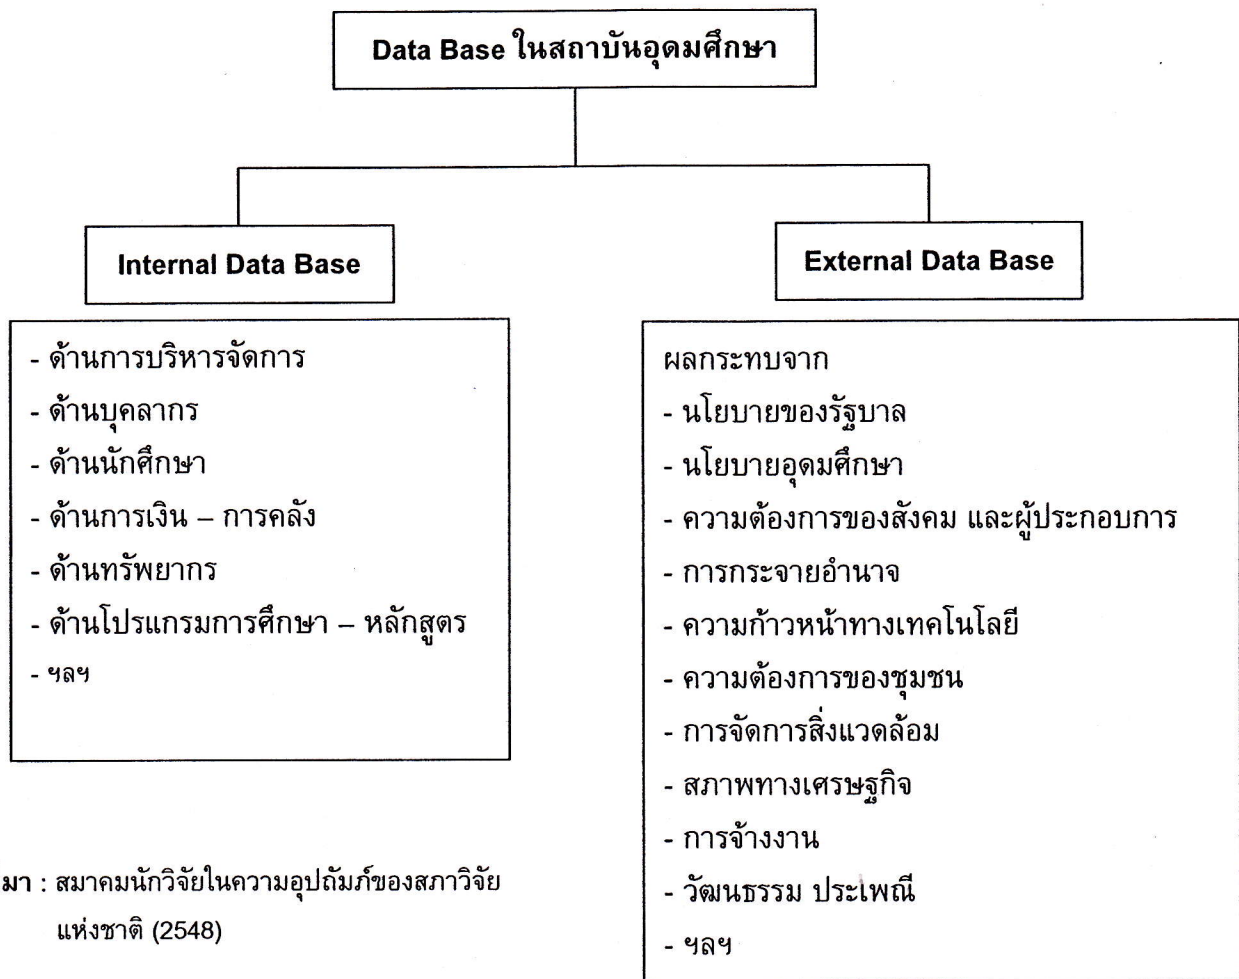 Data Base ในสถาบันอุดมศึกษา
Internal Data Base
- ด้านการบริหารจัดการ
- ด้านบุคลากร
- ด้านนักศึกษา
- ด้านการเงิน – การคลัง
- ด้านทรัพยากร
- ด้านโปรแกรมการศึกษา – หลักสูตร
- ฯลฯ
External Data Base
ผลกระทบจาก
- นโยบายของรัฐบาล
- นโยบายอุดมศึกษา
- ความต้องการของสังคม และผู้ประกอบการ
- การกระจายอำนาจ
- ความก้าวหน้าทางเทคโนโลยี
- ความต้องการของชุมชน
- การจัดการสิ่งแวดล้อม
- สภาพทางเศรษฐกิจ
- การจ้างงาน
- วัฒนธรรม ประเพณี
- ฯลฯ
มา : สมาคมนักวิจัยในความอุปถัมภ์ของสภาวิจัย
แห่งชาติ (2548)